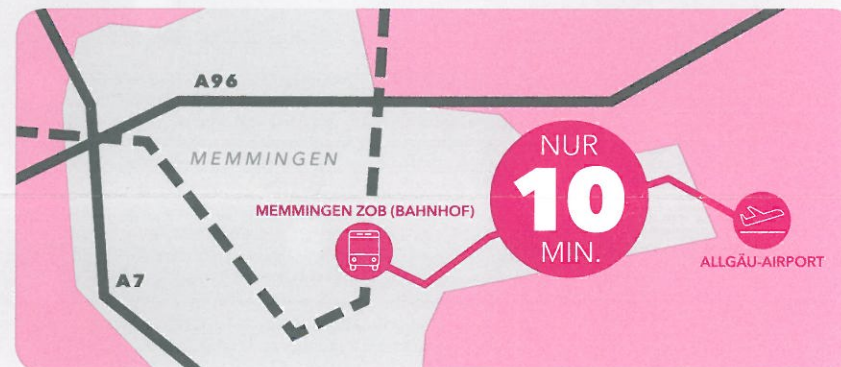 A96
MEMMINGEN
NUR
10
MIN.
MEMMINGEN ZOB (BAHNHOF)
ALLGÄU-AIRPORT
A7